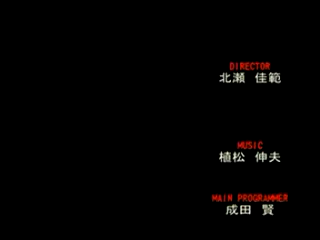 DIRECTOR
北瀬 佳範
MUSIC
植松 伸夫
MAIN PROGRAMMER
成田 賢